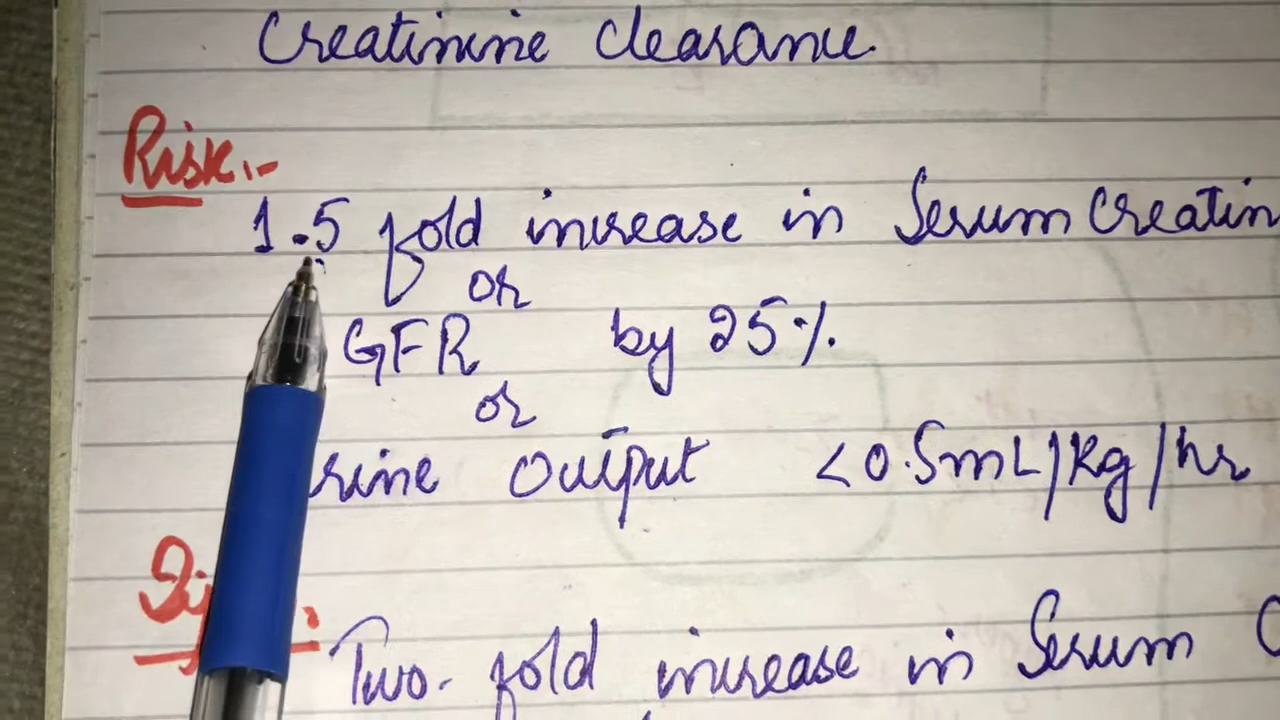 Creatinine Clearance.
Risk:-
1.5 fold increase in Serum Creatin
or
GFR by 25%.
or
rine output <0.5mL/kg/hr
Two-fold increase in Serum